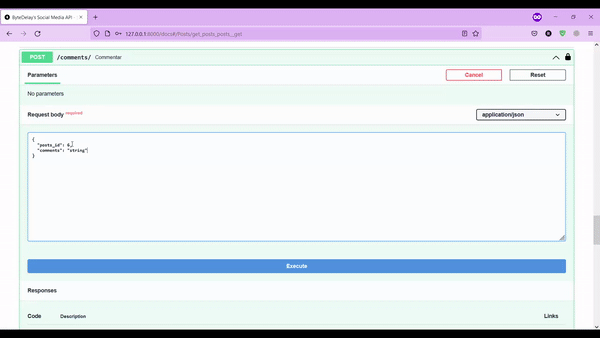 ByteDelay's Social Media API
127.0.0.1:8000/docs#/Posts/get_posts_posts__get
POST /comments/ Commentar
Parameters
Cancel
Reset
No parameters
Request body required
application/json
{
"posts_id": 6,
"comments": "string"
}
Execute
Responses
Code Description Links